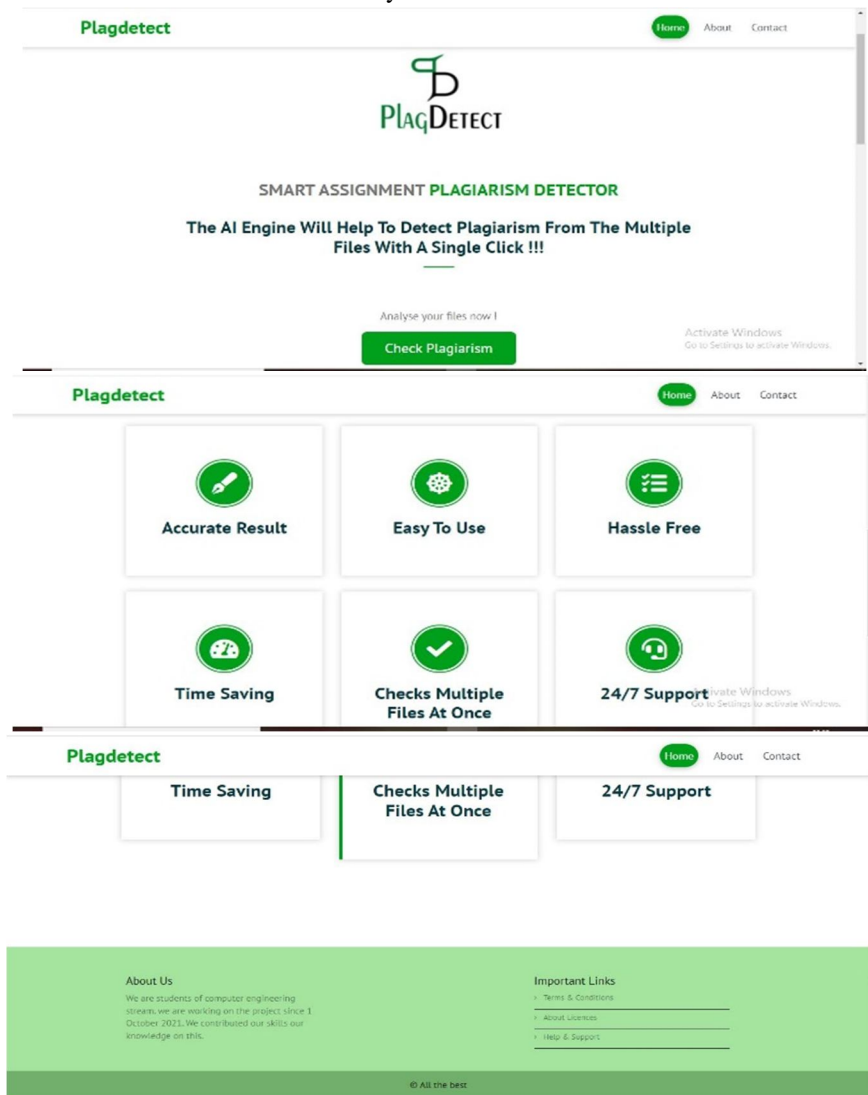 Plagdetect
Home About Contact
PLAGDETECT
SMART ASSIGNMENT PLAGIARISM DETECTOR
The AI Engine Will Help To Detect Plagiarism From The Multiple
Files With A Single Click !!!
Analyse your files now !
Check Plagiarism
Activate Windows
Go to Settings to activate Windows.
Plagdetect
Home About Contact
Accurate Result
Easy To Use
Hassle Free
Time Saving
Checks Multiple
Files At Once
24/7 Support
Activate Windows
Go to Settings to activate Windows.
Plagdetect
Home About Contact
Time Saving
Checks Multiple
Files At Once
24/7 Support
About Us
We are students of computer engineering
stream, we are working on the project since 1
October 2021. We contributed our skills our
knowledge on this.
Important Links
› Terms & Conditions
› About Licences
› Help & Support
© All the best